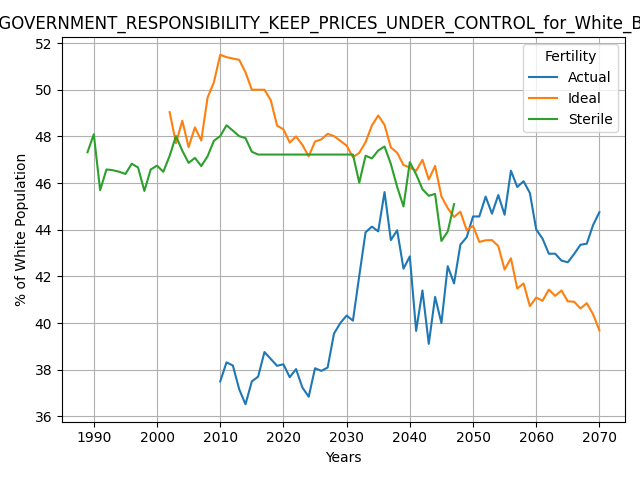 GOVERNMENT_RESPONSIBILITY_KEEP_PRICES_UNDER_CONTROL_for_White_B
52
50
48
46
44
42
40
38
36
% of White Population
Fertility
Actual
Ideal
Sterile
1990 2000 2010 2020 2030 2040 2050 2060 2070
Years